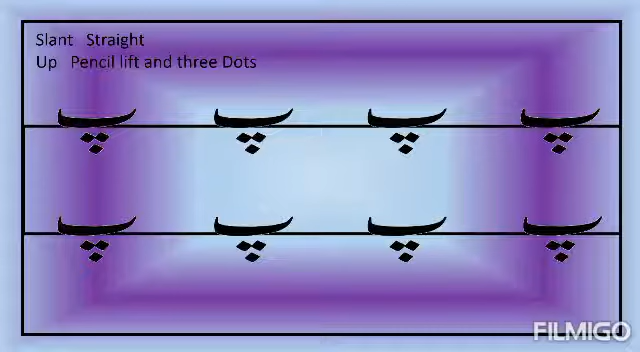 Slant Straight
Up Pencil lift and three Dots
پ پ پ پ
پ پ پ پ
FILMIGO